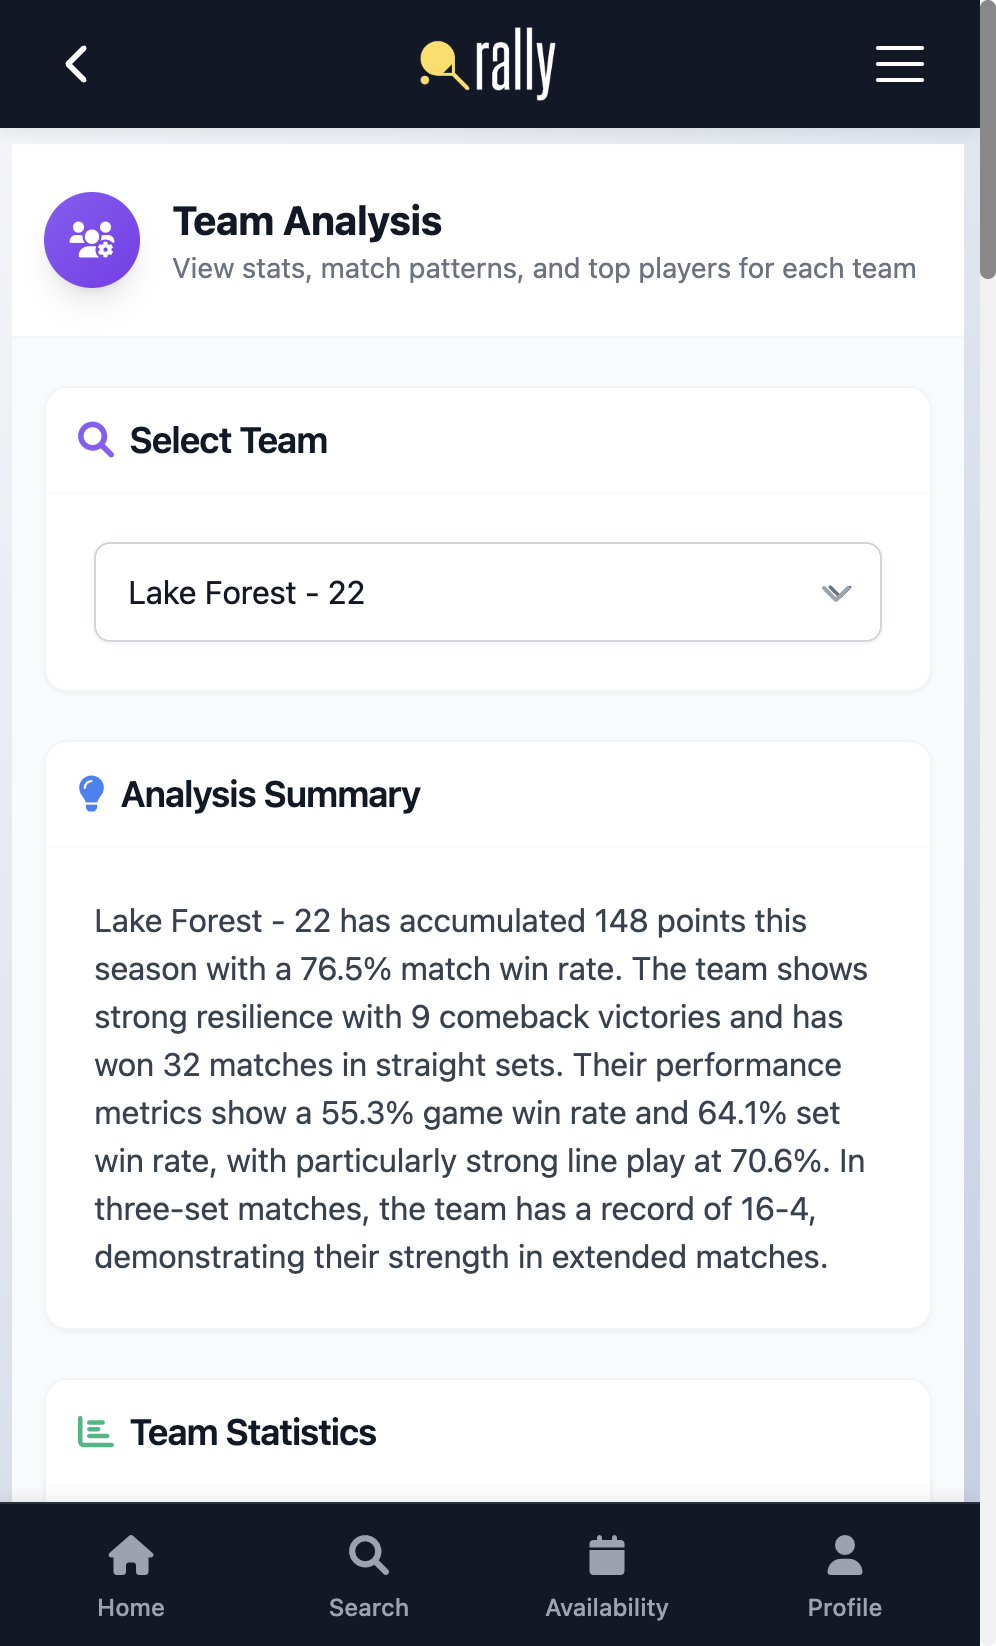 rally
Team Analysis
View stats, match patterns, and top players for each team
Select Team
Lake Forest - 22
Analysis Summary
Lake Forest - 22 has accumulated 148 points this
season with a 76.5% match win rate. The team shows
strong resilience with 9 comeback victories and has
won 32 matches in straight sets. Their performance
metrics show a 55.3% game win rate and 64.1% set
win rate, with particularly strong line play at 70.6%. In
three-set matches, the team has a record of 16-4,
demonstrating their strength in extended matches.
Team Statistics
Home
Search
Availability
Profile